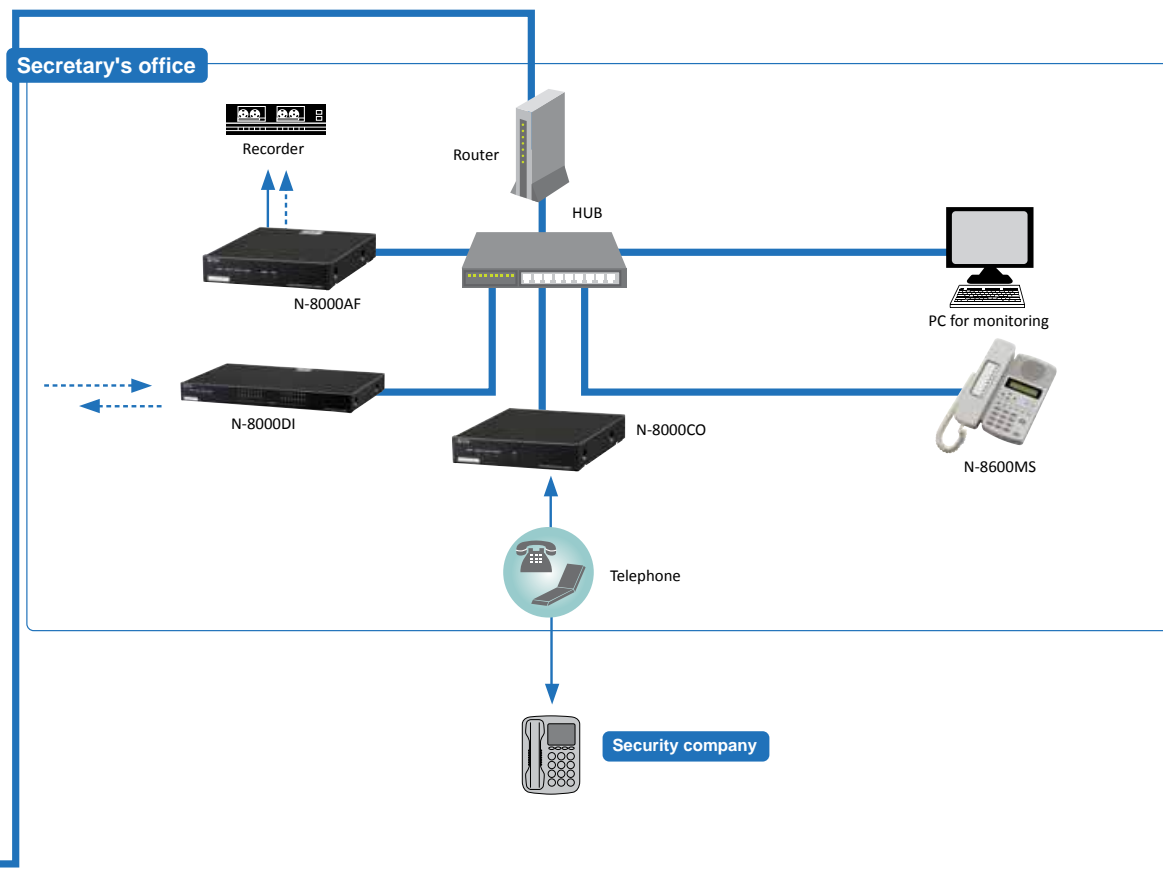 Secretary's office
Recorder
Router
HUB
N-8000AF
PC for monitoring
N-8000DI
N-8000CO
N-8600MS
Telephone
Security company